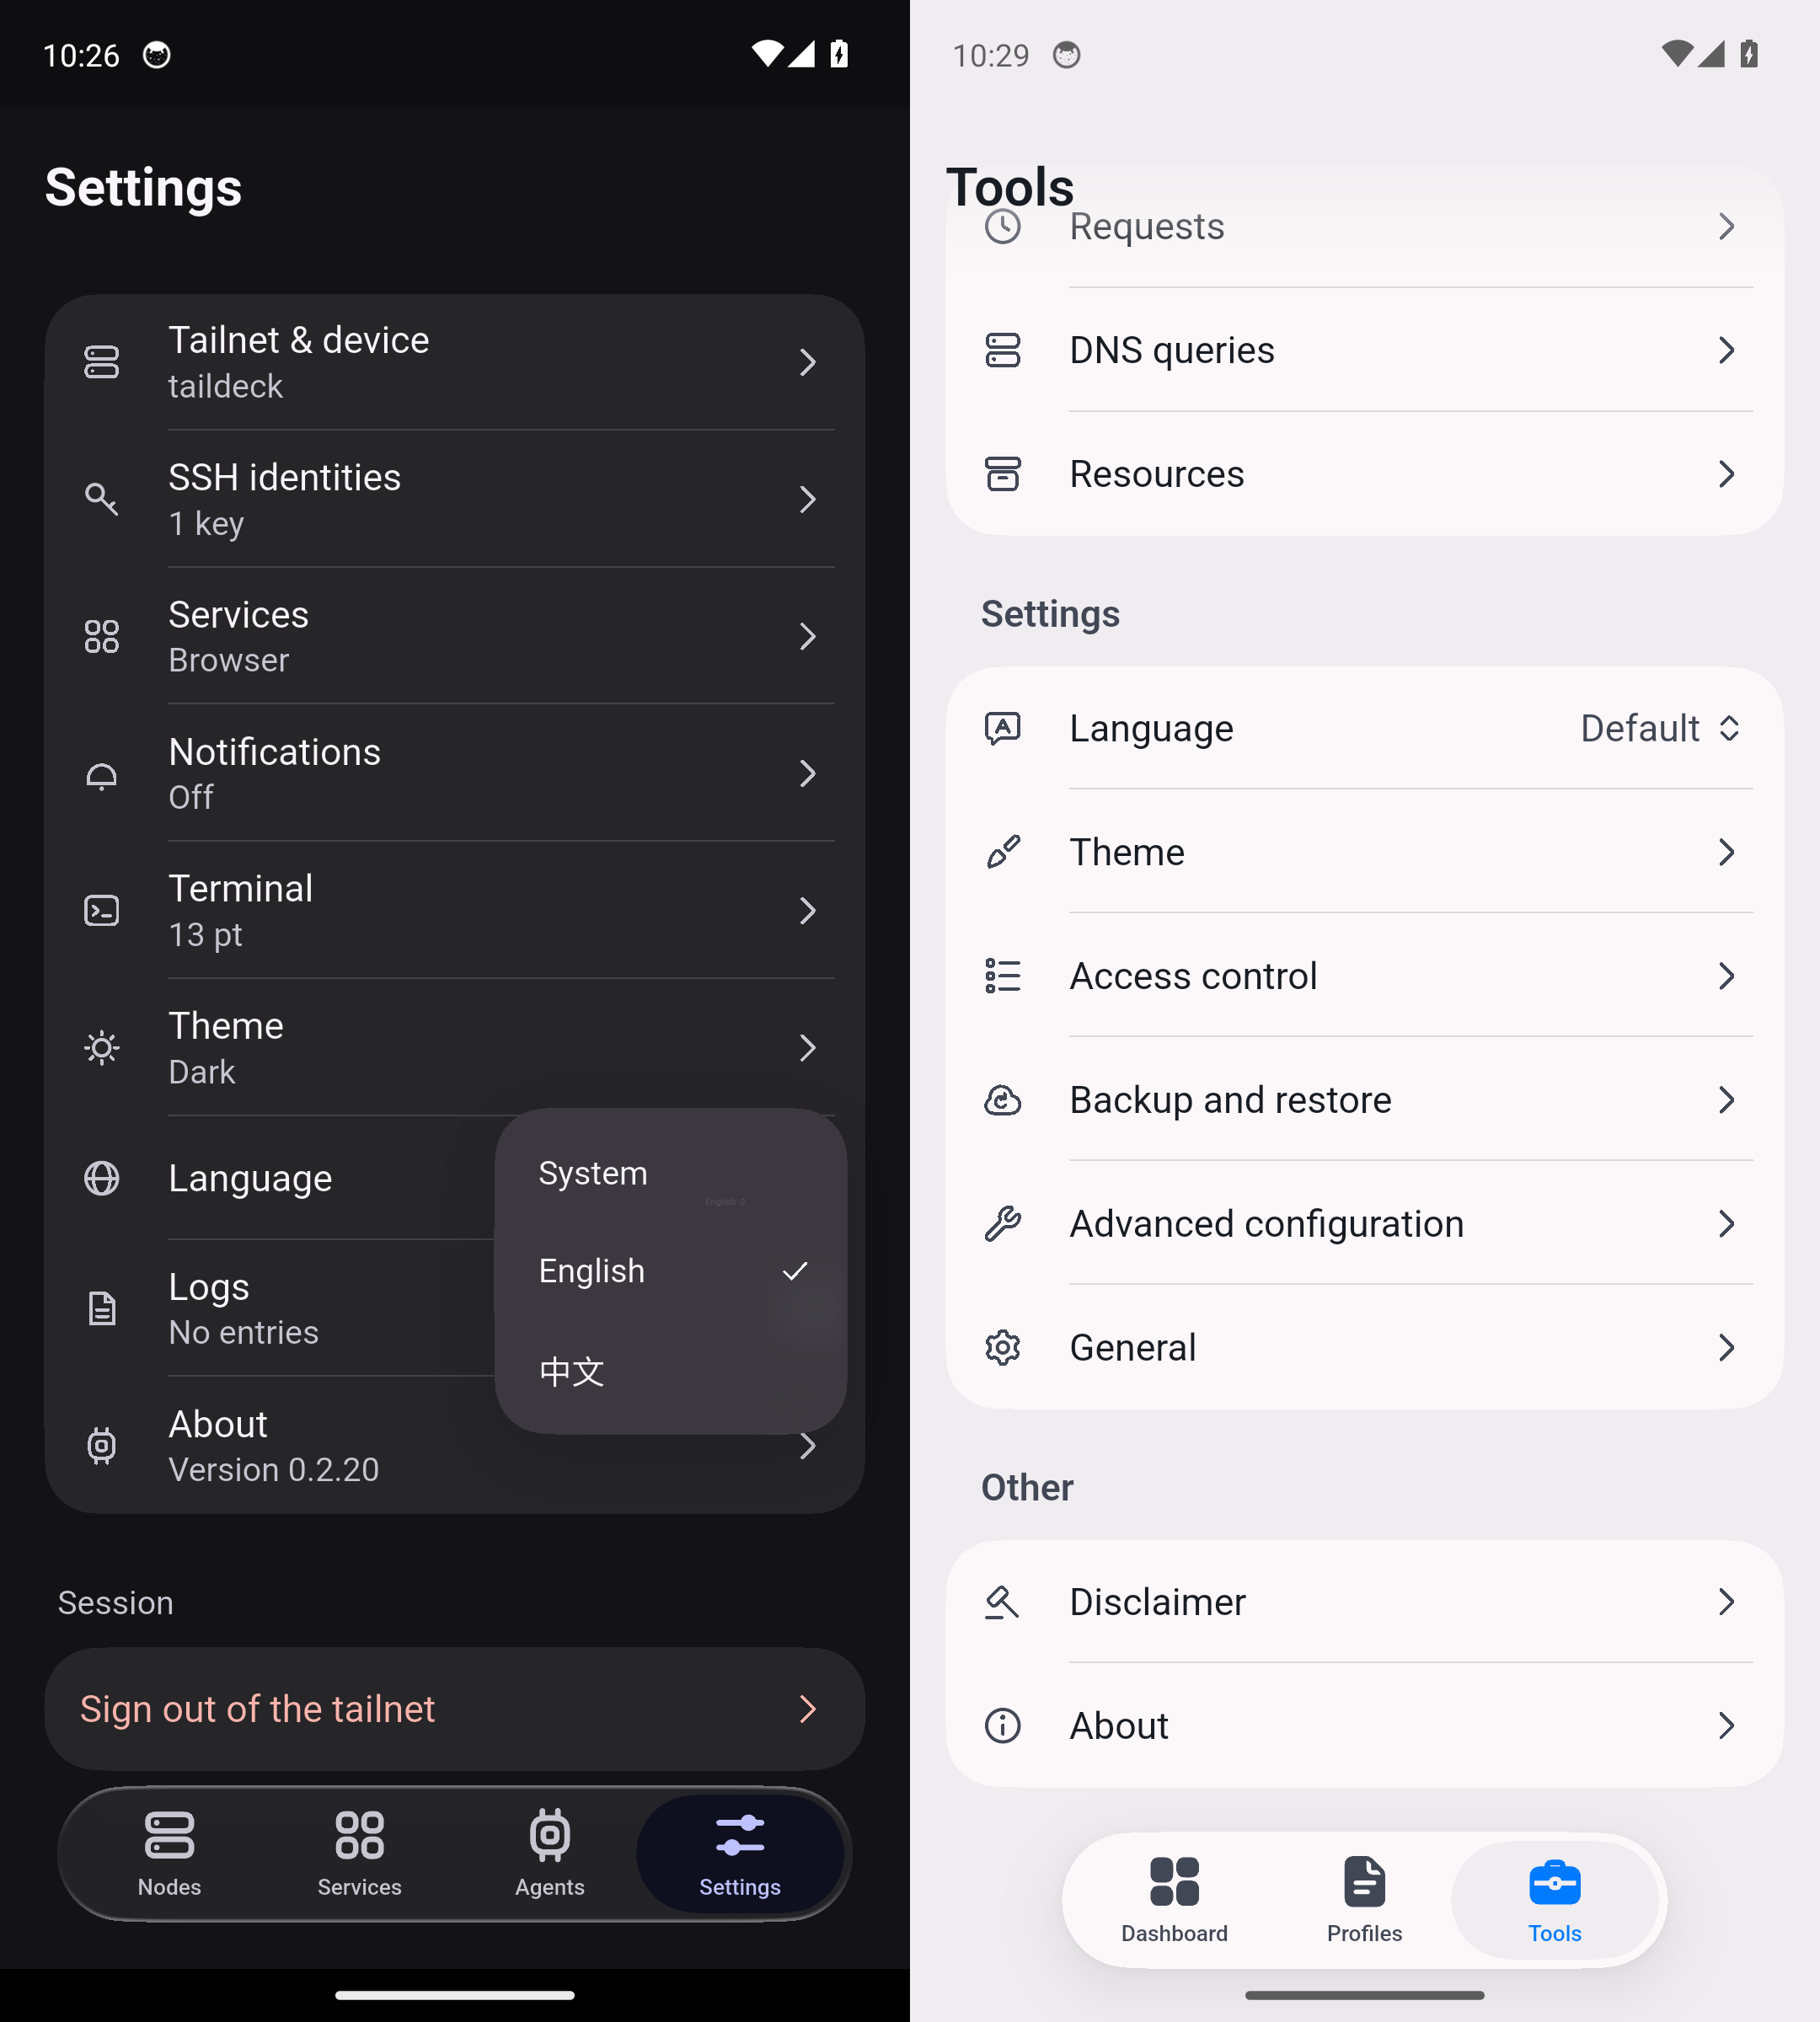 10:26
Settings
Tailnet & device
taildeck
SSH identities
1 key
Services
Browser
Notifications
Off
Terminal
13 pt
Theme
Dark
Language
System
English
English
中文
Logs
No entries
About
Version 0.2.20
Session
Sign out of the tailnet
Nodes
Services
Agents
Settings
10:29
Tools
Requests
DNS queries
Resources
Settings
Language
Default
Theme
Access control
Backup and restore
Advanced configuration
General
Other
Disclaimer
About
Dashboard
Profiles
Tools